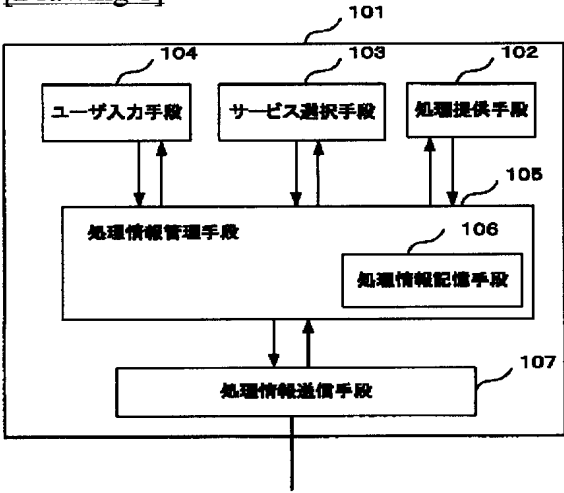 101
104
103
102
ユーザ入力手段
サービス選択手段
処理提供手段
105
処理情報管理手段
106
処理情報記憶手段
107
処理情報送信手段